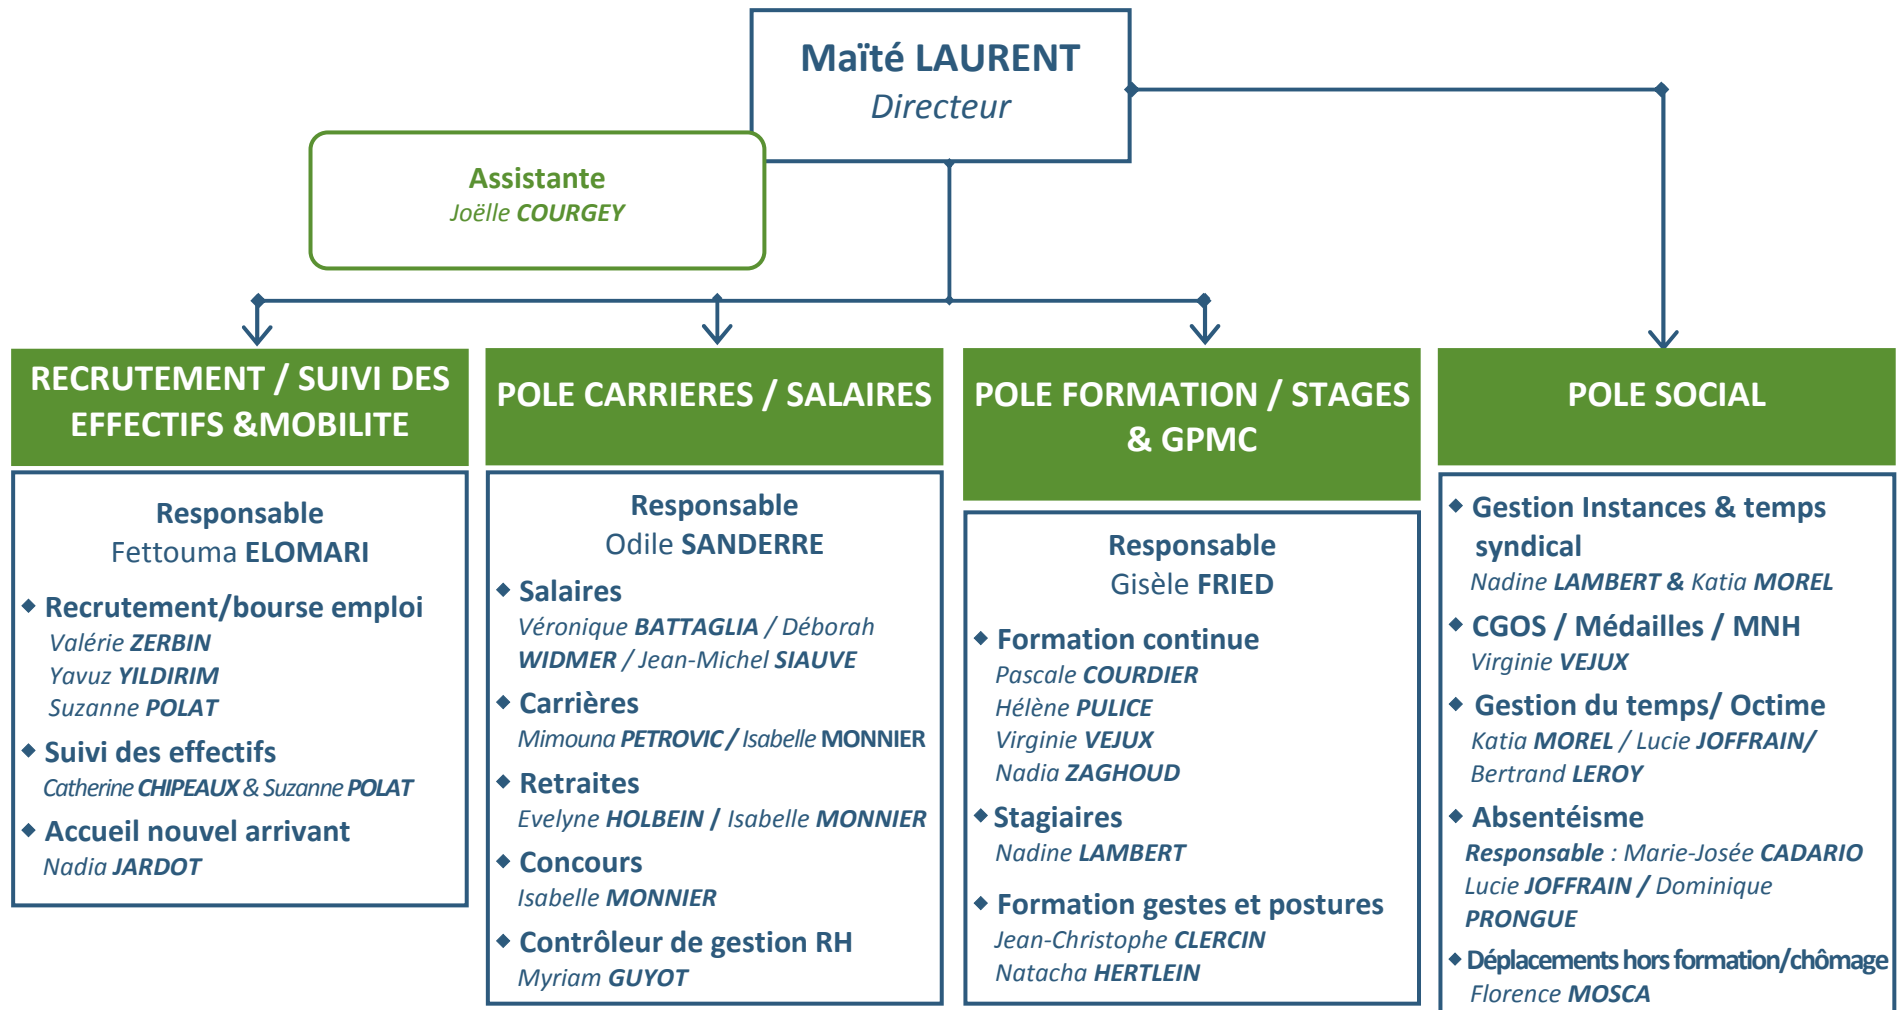 Maïté LAURENT
Directeur
Assistante
Joëlle COURGEY
RECRUTEMENT / SUIVI DES
EFFECTIFS &MOBILITE
Responsable
Fettouma ELOMARI
Recrutement/bourse emploi
Valérie ZERBIN
Yavuz YILDIRIM
Suzanne POLAT
Suivi des effectifs
Catherine CHIPEAUX & Suzanne POLAT
Accueil nouvel arrivant
Nadia JARDOT
POLE CARRIERES / SALAIRES
Responsable
Odile SANDERRE
Salaires
Véronique BATTAGLIA / Déborah
WIDMER / Jean-Michel SIAUVE
Carrières
Mimouna PETROVIC / Isabelle MONNIER
Retraites
Evelyne HOLBEIN / Isabelle MONNIER
Concours
Isabelle MONNIER
Contrôleur de gestion RH
Myriam GUYOT
POLE FORMATION / STAGES
& GPMC
Responsable
Gisèle FRIED
Formation continue
Pascale COURDIER
Hélène PULICE
Virginie VEJUX
Nadia ZAGHOUD
Stagiaires
Nadine LAMBERT
Formation gestes et postures
Jean-Christophe CLERCIN
Natacha HERTLEIN
POLE SOCIAL
Gestion Instances & temps
syndical
Nadine LAMBERT & Katia MOREL
CGOS / Médailles / MNH
Virginie VEJUX
Gestion du temps/ Octime
Katia MOREL / Lucie JOFFRAIN/
Bertrand LEROY
Absentéisme
Responsable : Marie-Josée CADARIO
Lucie JOFFRAIN / Dominique
PRONGUE
Déplacements hors formation/chômage
Florence MOSCA